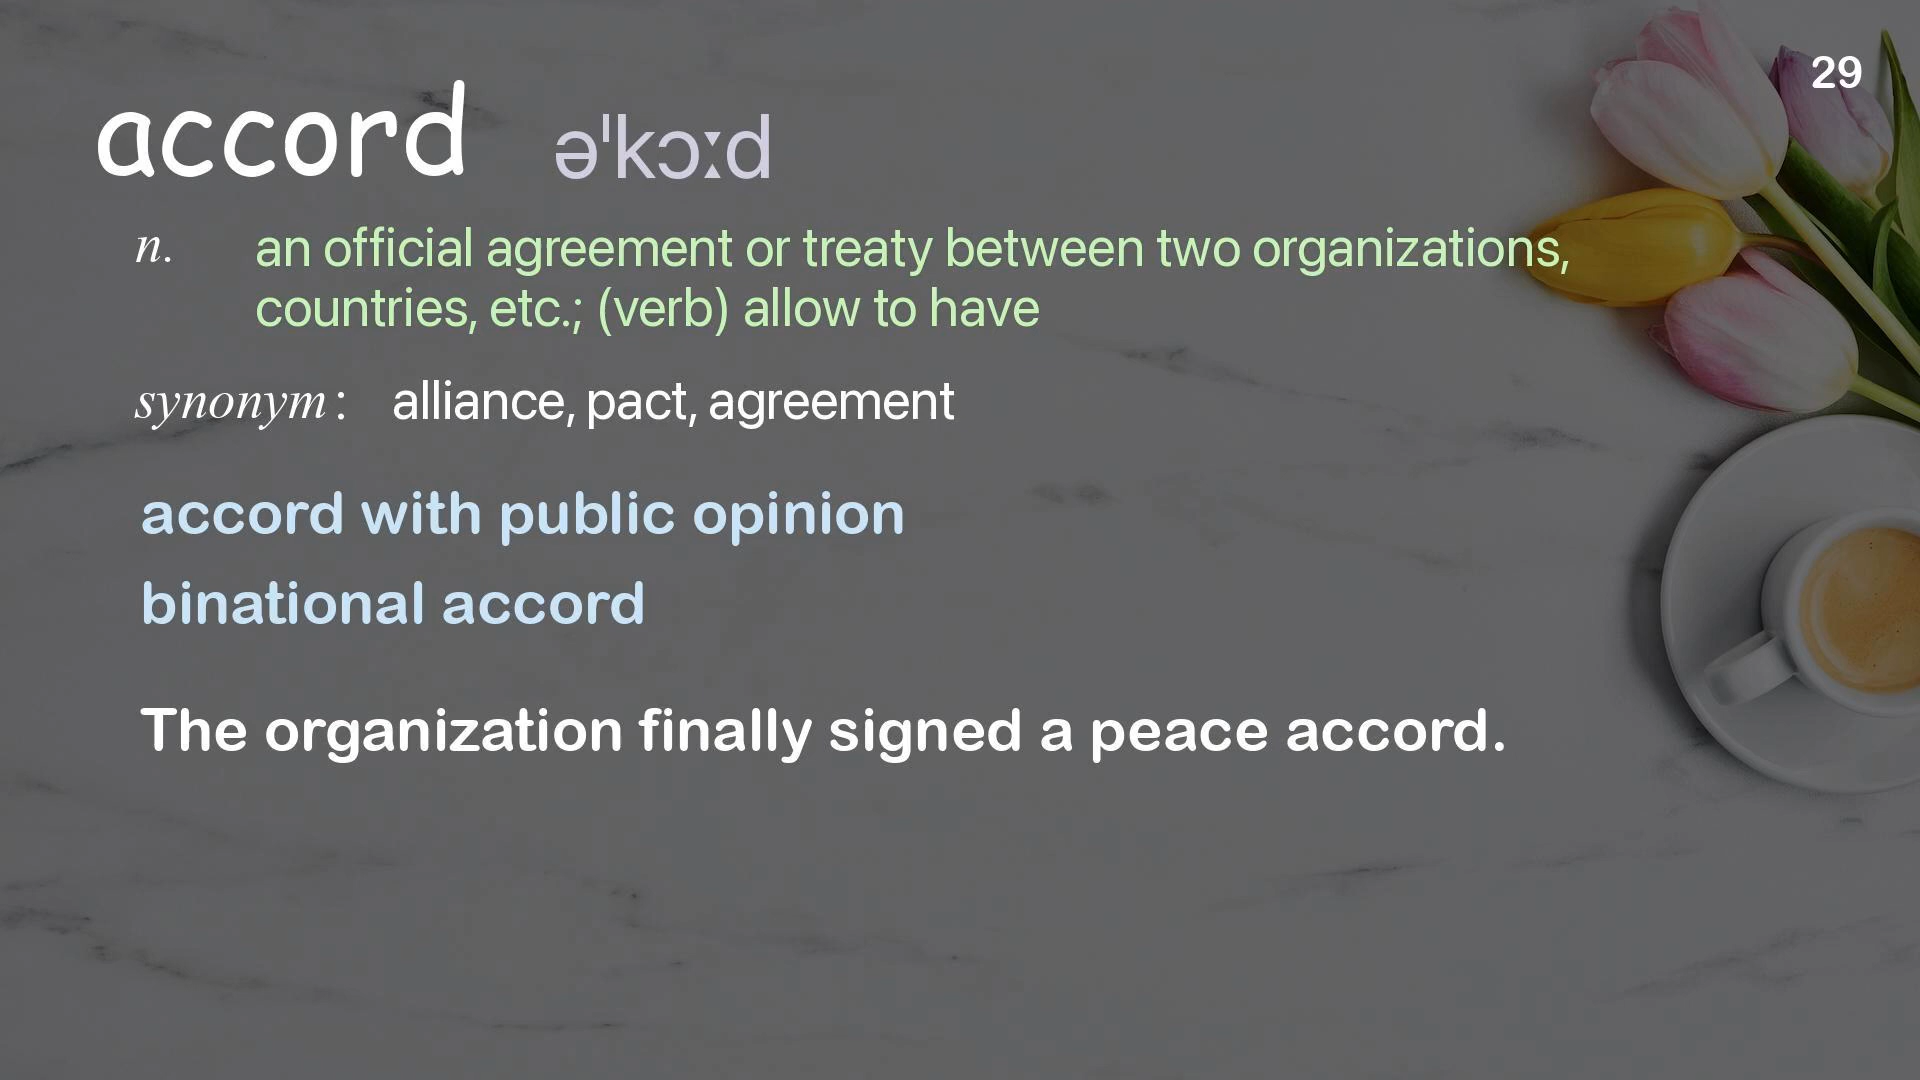 29
accord əˈkɔːd
n. an official agreement or treaty between two organizations,
countries, etc.; (verb) allow to have
synonym : alliance, pact, agreement
accord with public opinion
binational accord
The organization finally signed a peace accord.